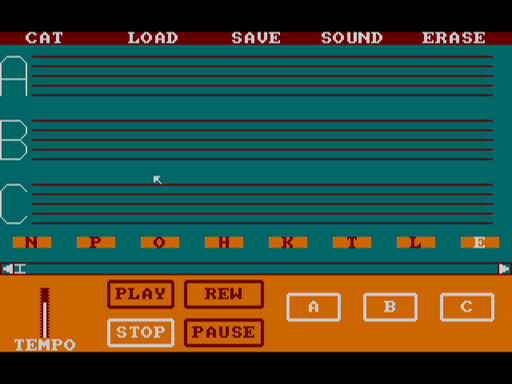 CAT LOAD SAVE SOUND ERASE
A
B
C
N P O H K T L E
PLAY REW
A B C
STOP PAUSE
TEMPO